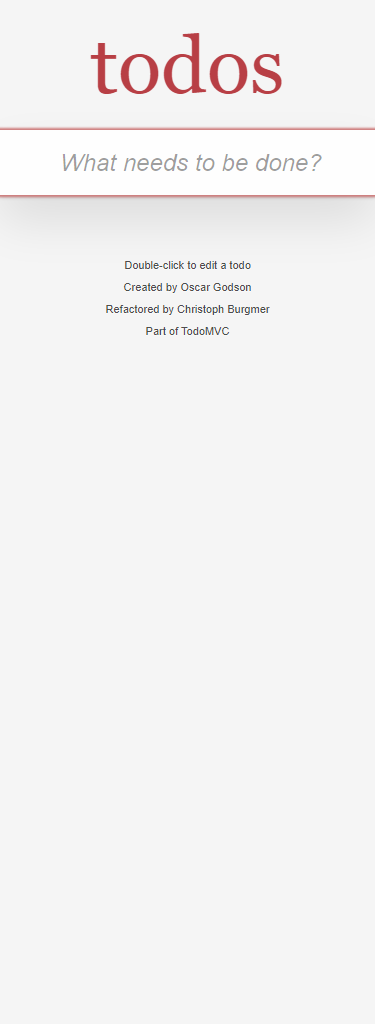 todos
What needs to be done?
Double-click to edit a todo
Created by Oscar Godson
Refactored by Christoph Burgmer
Part of TodoMVC